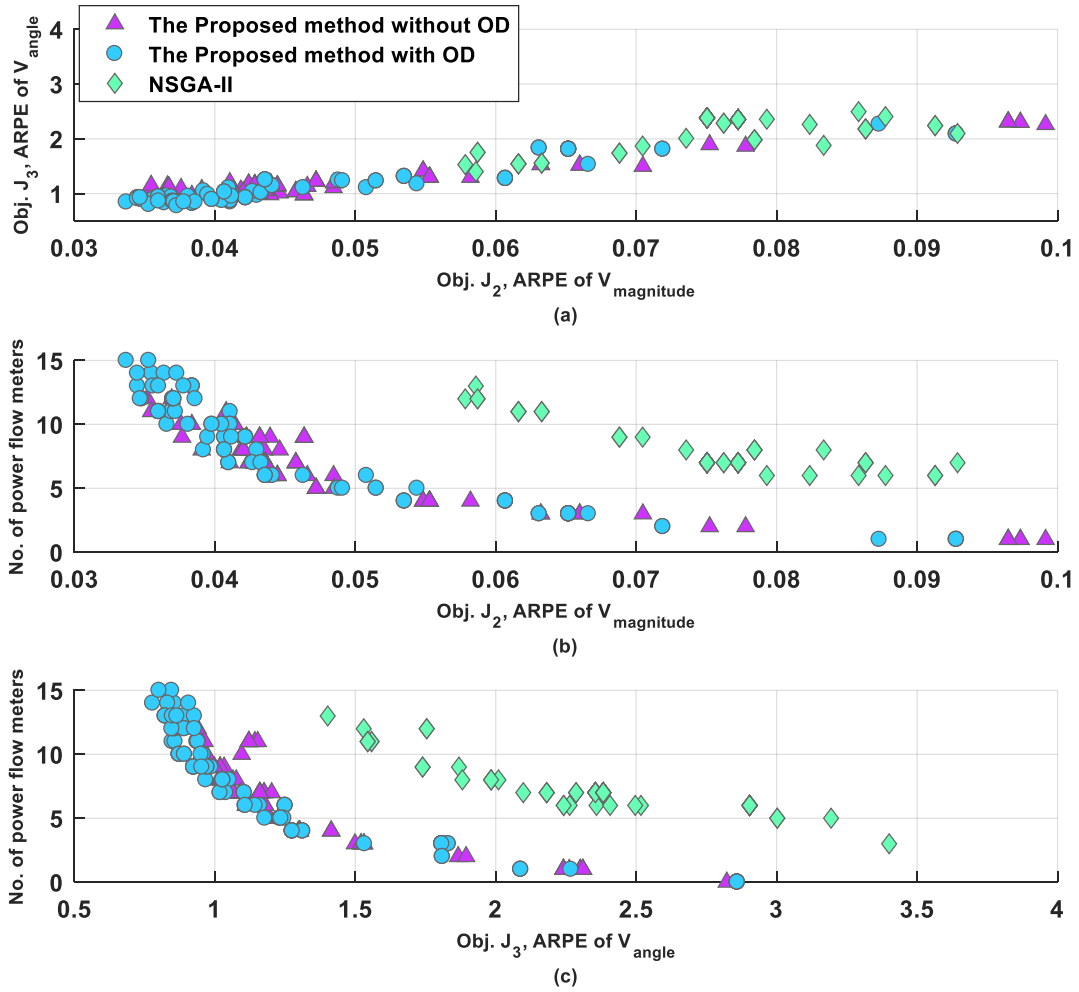 The Proposed method without OD
The Proposed method with OD
NSGA-II
Obj. J3, ARPE of Vangle
4
3
2
1
0.03 0.04 0.05 0.06 0.07 0.08 0.09 0.1
Obj. J2, ARPE of Vmagnitude
(a)
No. of power flow meters
15
10
5
0
0.03 0.04 0.05 0.06 0.07 0.08 0.09 0.1
Obj. J2, ARPE of Vmagnitude
(b)
No. of power flow meters
15
10
5
0
0.5 1 1.5 2 2.5 3 3.5 4
Obj. J3, ARPE of Vangle
(c)